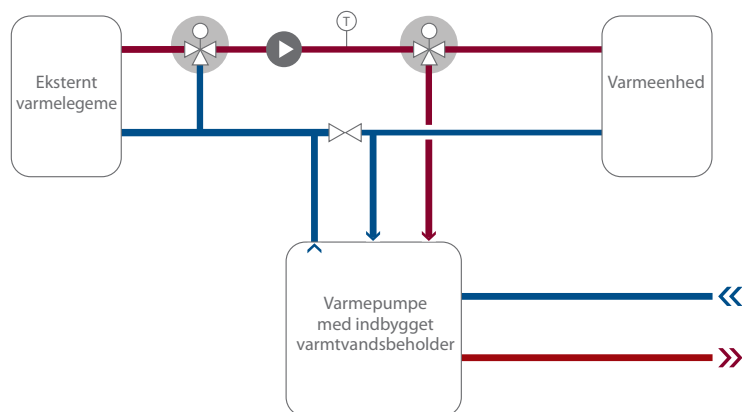 T
Eksternt
varmelegeme
Varmeenhed
Varmepumpe
med indbygget
varmtvandsbeholder